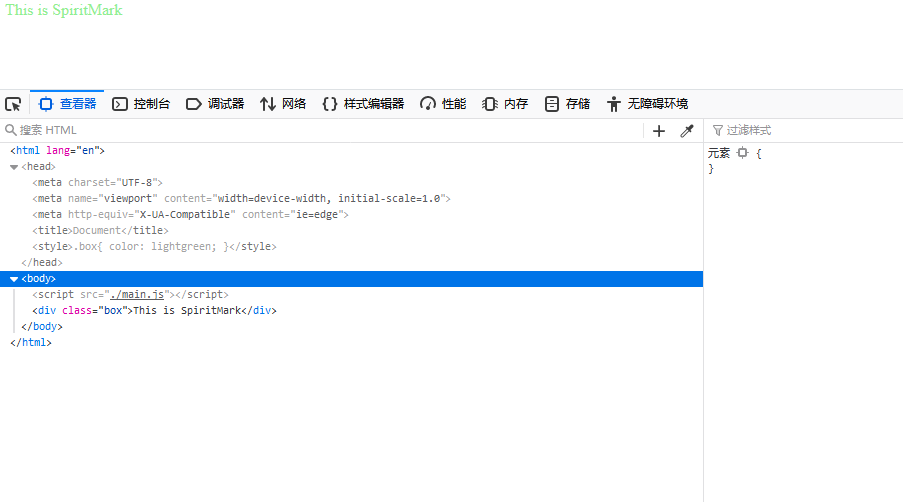 This is SpiritMark
查看器 控制台 调试器 网络 {} 样式编辑器 性能 内存 存储 无障碍环境
搜索 HTML + 过滤样式
<html lang="en">
<head>
<meta charset="UTF-8">
<meta name="viewport" content="width=device-width, initial-scale=1.0">
<meta http-equiv="X-UA-Compatible" content="ie=edge">
<title>Document</title>
<style>.box{ color: lightgreen; }</style>
</head>
<body>
<script src="./main.js"></script>
<div class="box">This is SpiritMark</div>
</body>
</html>
元素 {
}